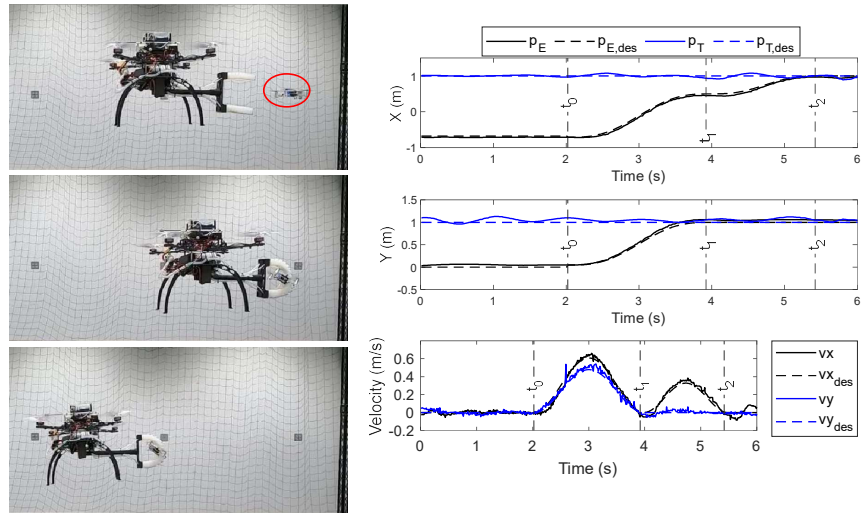 p_E p_E,des p_T p_T,des
X (m)
1
0
-1
t_0
t_1
t_2
0 1 2 3 4 5 6
Time (s)
Y (m)
1.5
1
0.5
0
-0.5
t_0
t_1
t_2
0 1 2 3 4 5 6
Time (s)
Velocity (m/s)
0.6
0.4
0.2
0
-0.2
t_0
t_1
t_2
0 1 2 3 4 5 6
Time (s)
vx
vx_des
vy
vy_des